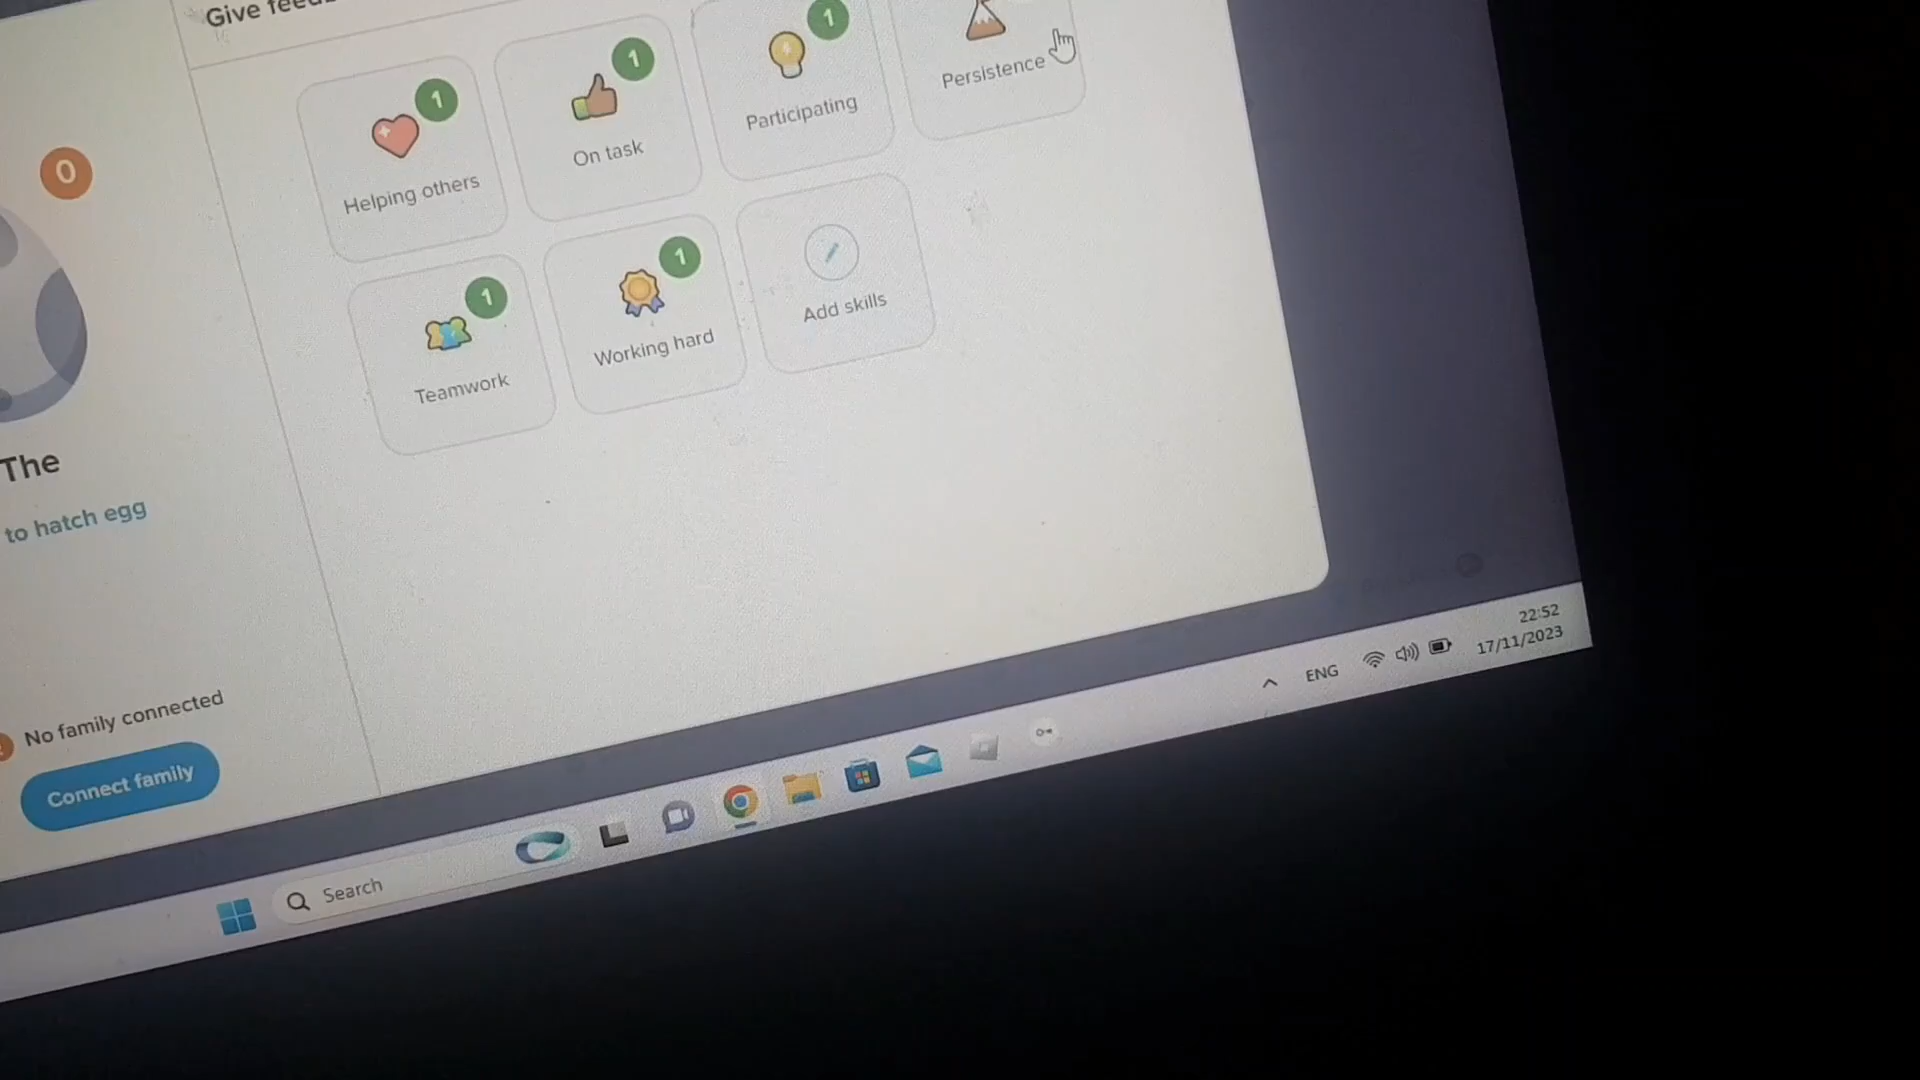 Give
1
Helping others
1
On task
1
Participating
Persistence
1
Teamwork
1
Working hard
Add skills
0
The
to hatch egg
No family connected
Connect family
Search
ENG
22:52
17/11/2023